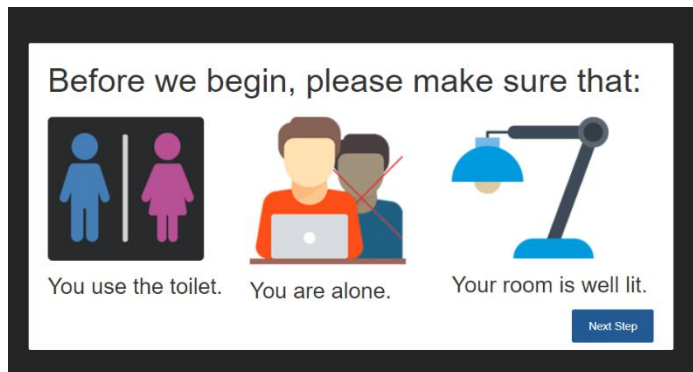 Before we begin, please make sure that:
You use the toilet.
You are alone.
Your room is well lit.
Next Step